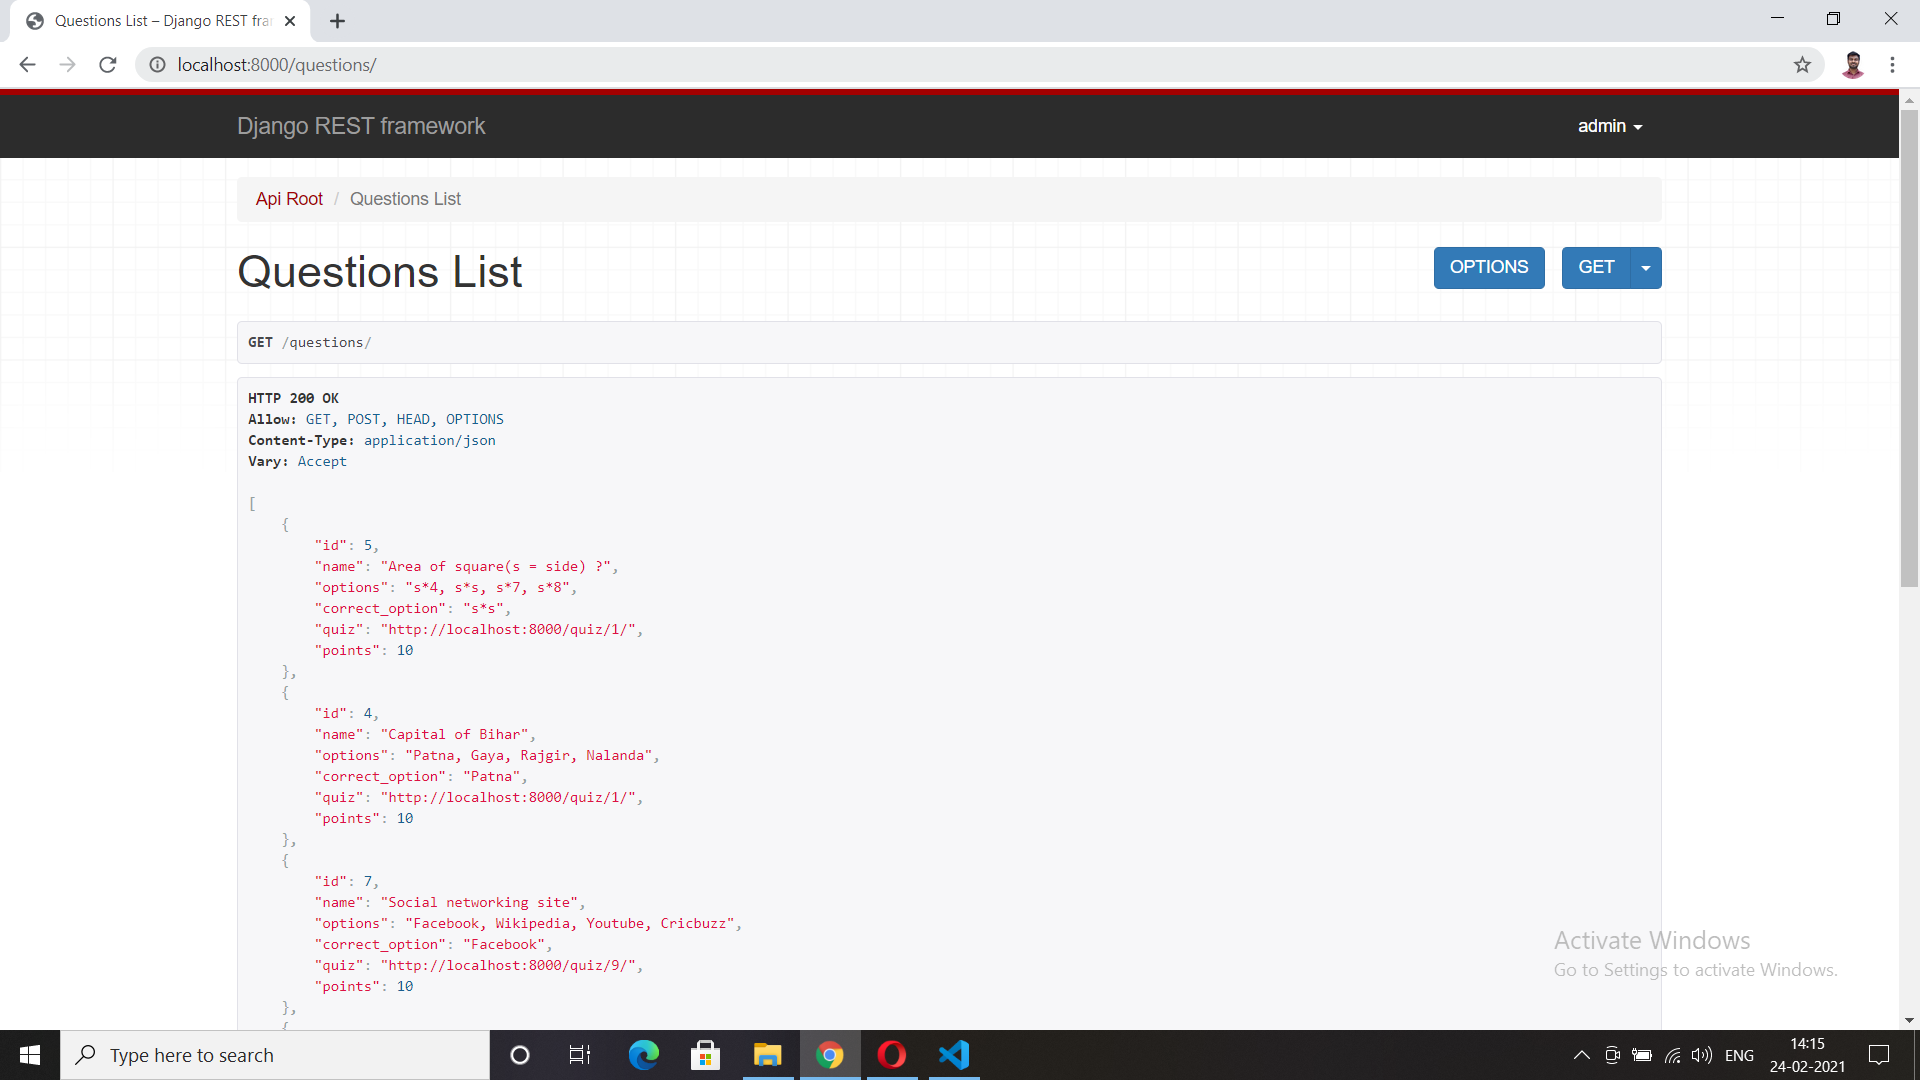 Questions List – Django REST fra
localhost:8000/questions/
Django REST framework
admin
Api Root / Questions List
Questions List
OPTIONS
GET
GET /questions/
HTTP 200 OK
Allow: GET, POST, HEAD, OPTIONS
Content-Type: application/json
Vary: Accept
[
{
"id": 5,
"name": "Area of square(s = side) ?",
"options": "s*4, s*s, s*7, s*8",
"correct_option": "s*s",
"quiz": "http://localhost:8000/quiz/1/",
"points": 10
},
{
"id": 4,
"name": "Capital of Bihar",
"options": "Patna, Gaya, Rajgir, Nalanda",
"correct_option": "Patna",
"quiz": "http://localhost:8000/quiz/1/",
"points": 10
},
{
"id": 7,
"name": "Social networking site",
"options": "Facebook, Wikipedia, Youtube, Cricbuzz",
"correct_option": "Facebook",
"quiz": "http://localhost:8000/quiz/9/",
"points": 10
},
{
Activate Windows
Go to Settings to activate Windows.
Type here to search
ENG
14:15
24-02-2021